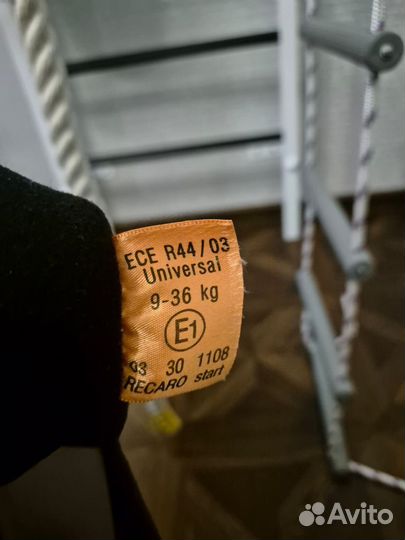 ECE R44/03
Universal
9-36 kg
E1
03 30 1108
RECARO start
Avito